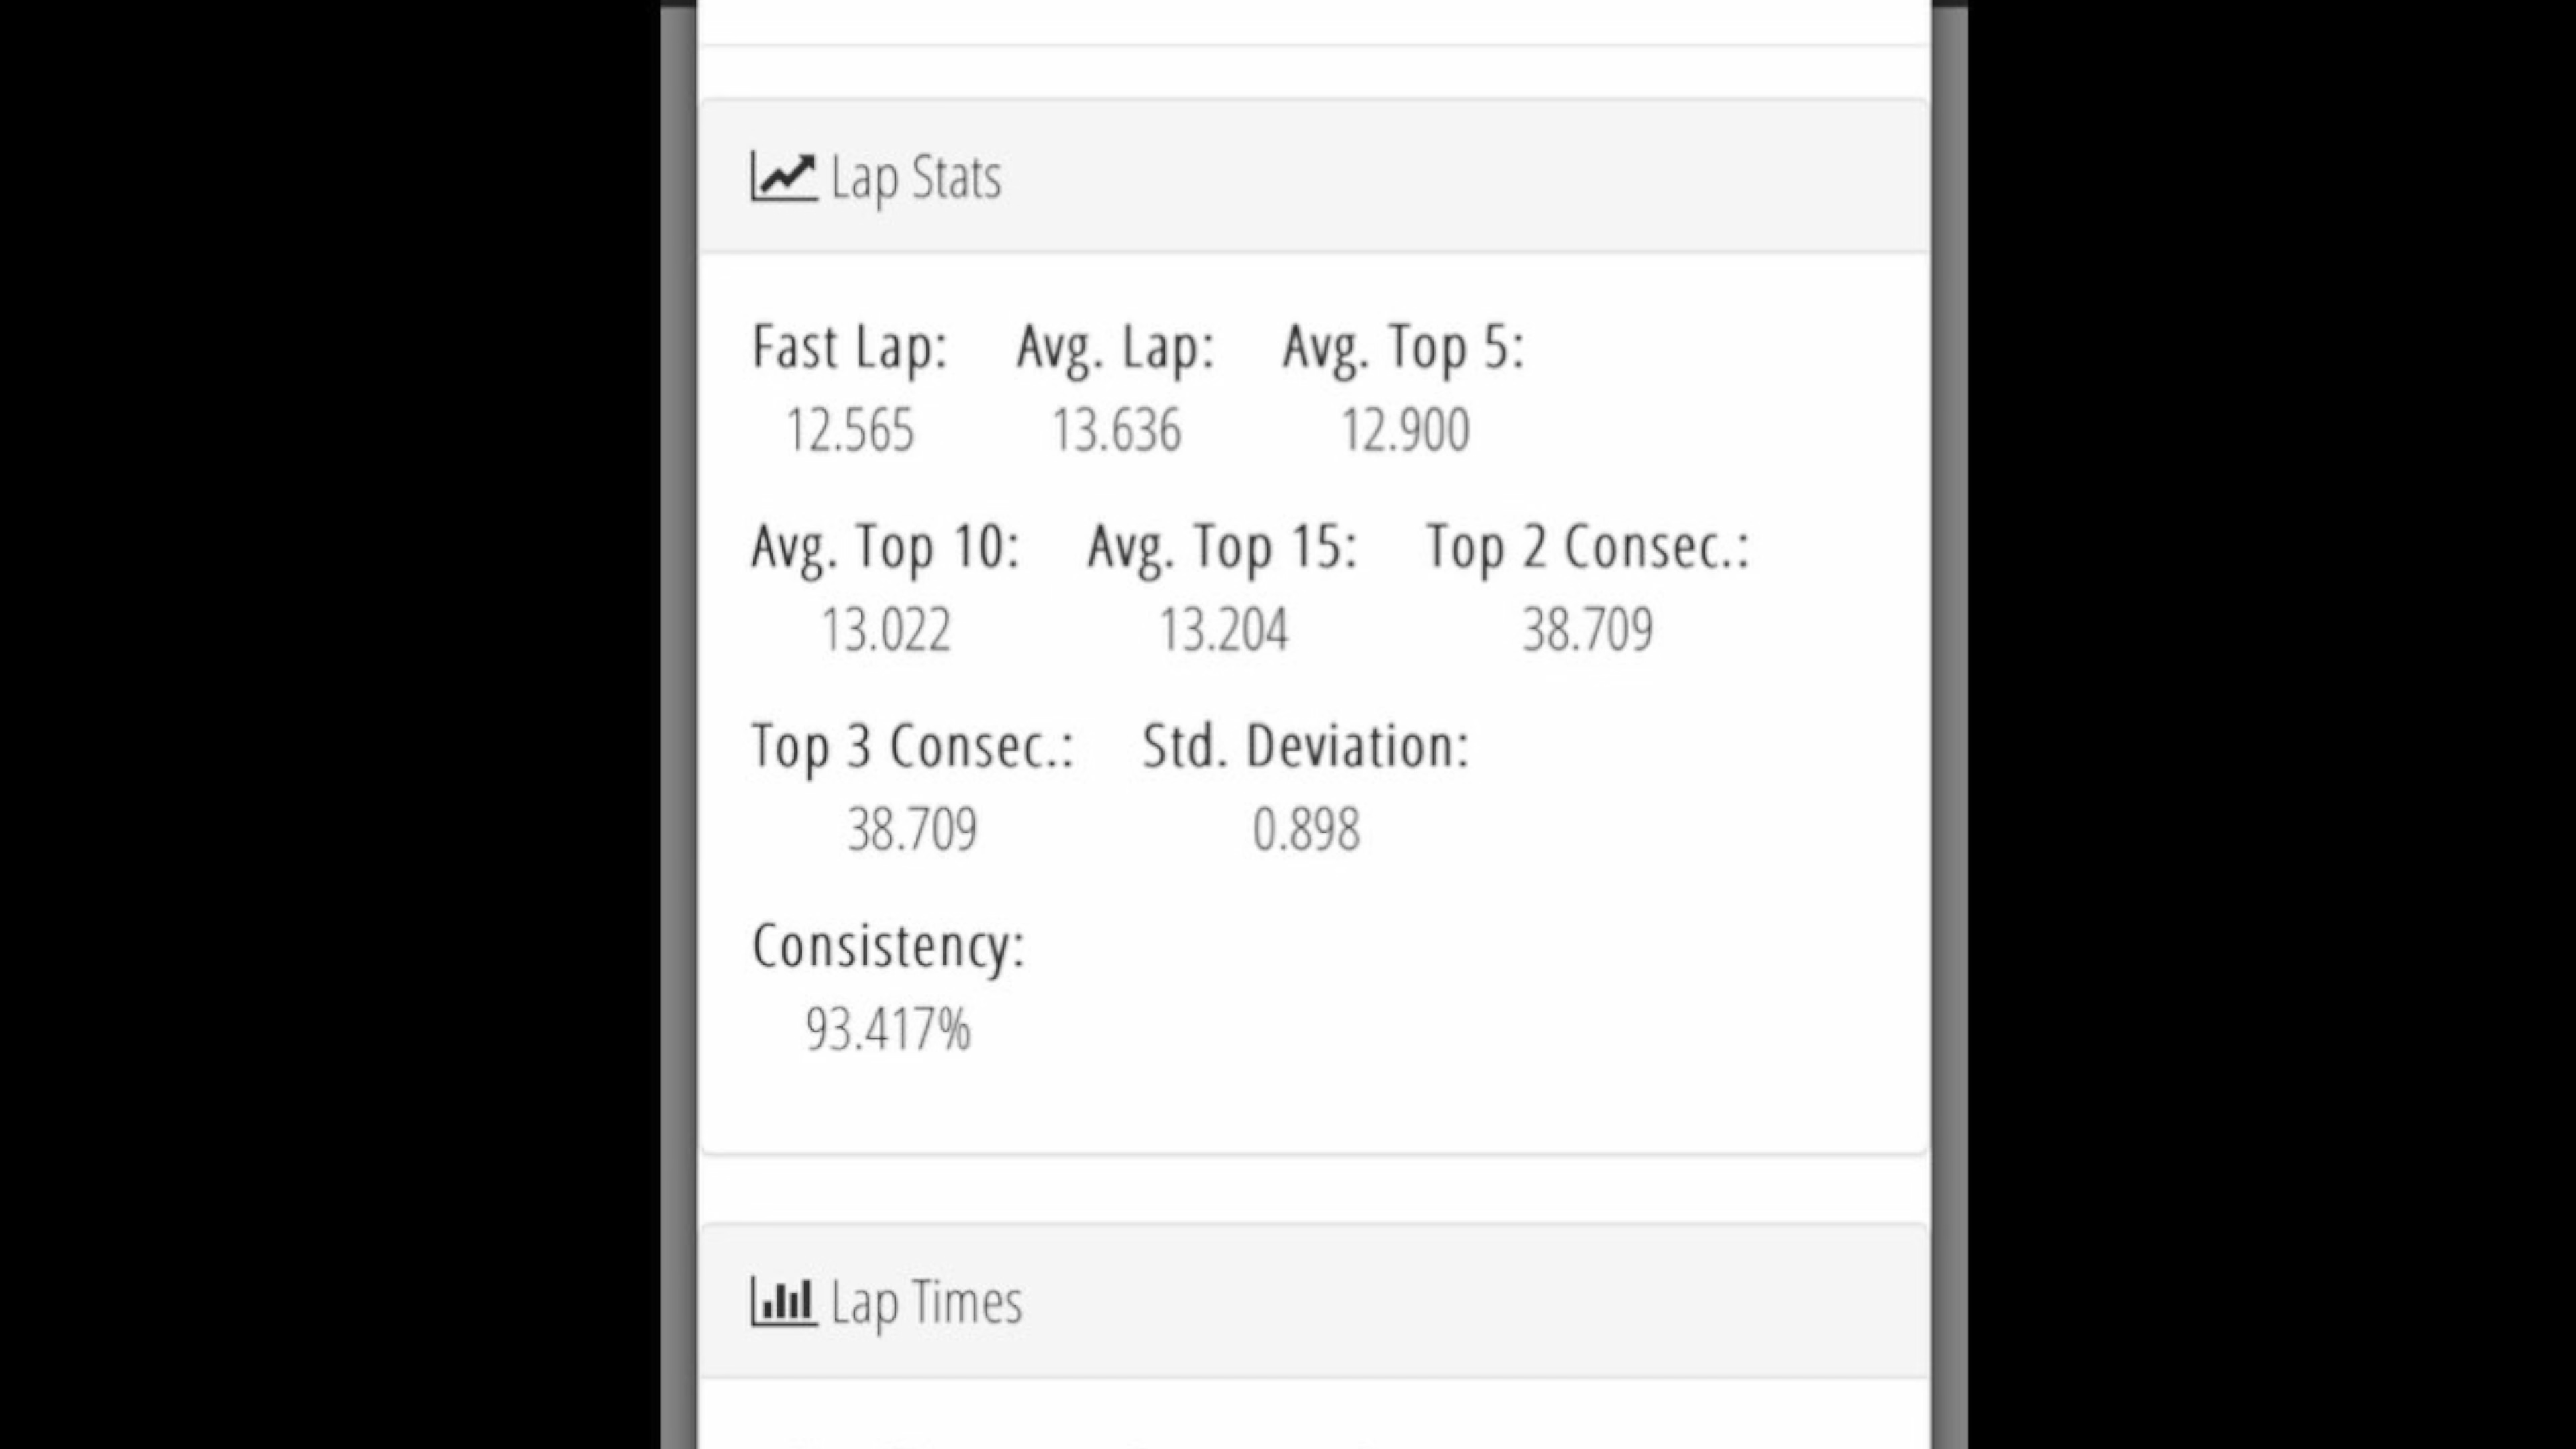 Lap Stats
Fast Lap: Avg. Lap: Avg. Top 5:
12.565 13.636 12.900
Avg. Top 10: Avg. Top 15: Top 2 Consec.:
13.022 13.204 38.709
Top 3 Consec.: Std. Deviation:
38.709 0.898
Consistency:
93.417%
Lap Times